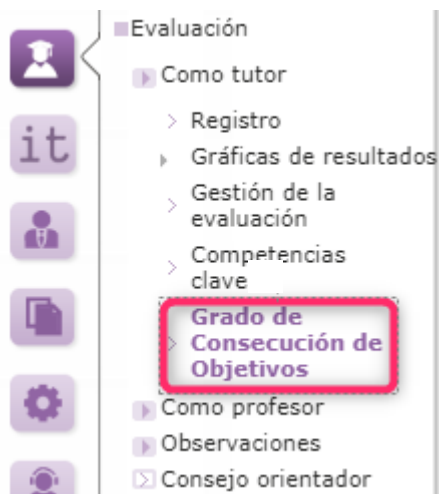 Evaluación
Como tutor
it
Registro
Gráficas de resultados
Gestión de la
evaluación
Competencias
clave
Grado de
Consecución de
Objetivos
Como profesor
Observaciones
Consejo orientador